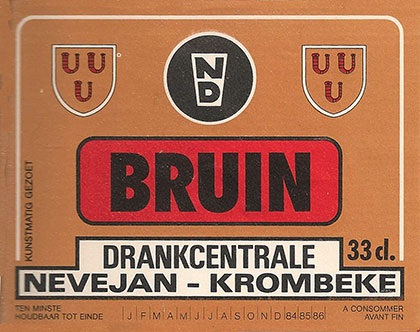 N
D
BRUIN
KUNSTMATIG GEZOET
DRANKCENTRALE 33 cl.
NEVEJAN - KROMBEKE
TEN MINSTE
HOUDBAAR TOT EINDE
J F M A M J J A S O N D 84 85 86
A CONSOMMER
AVANT FIN